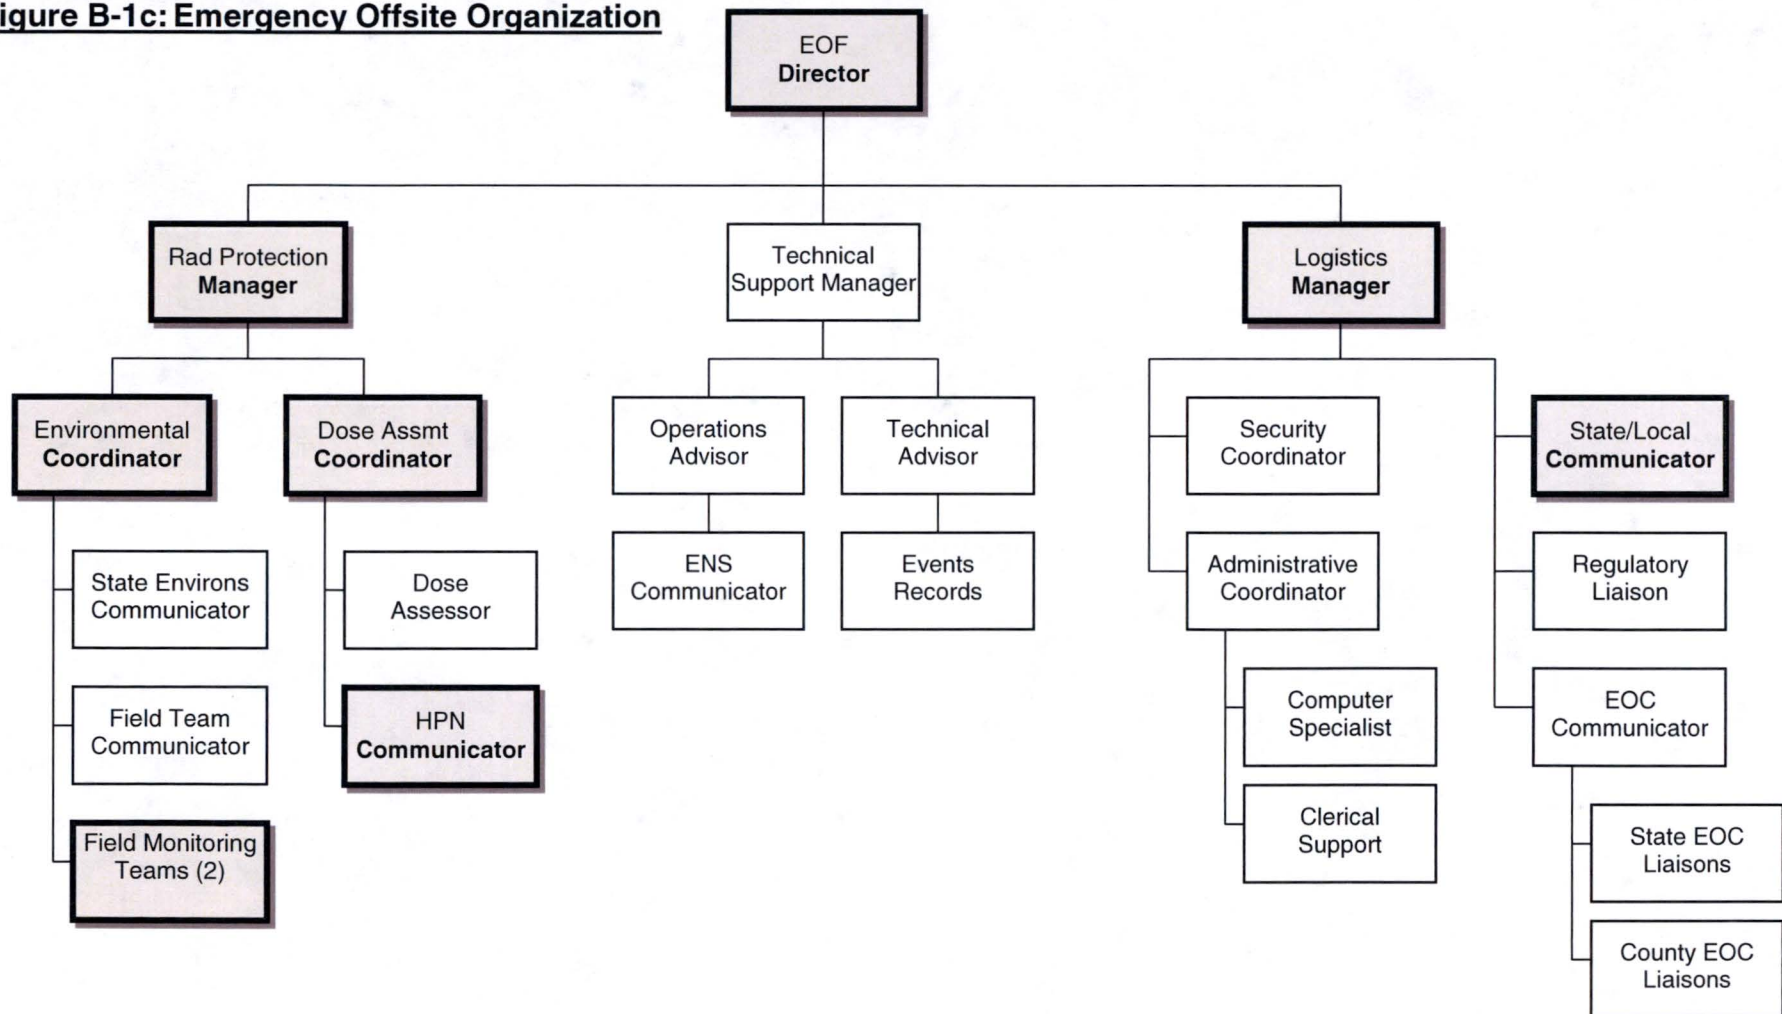 igure B-1c: Emergency Offsite Organization
EOF
Director
Rad Protection
Manager
Technical
Support Manager
Logistics
Manager
Environmental
Coordinator
Dose Assmt
Coordinator
Operations
Advisor
Technical
Advisor
Security
Coordinator
State/Local
Communicator
State Environs
Communicator
Dose
Assessor
ENS
Communicator
Events
Records
Administrative
Coordinator
Regulatory
Liaison
Field Team
Communicator
HPN
Communicator
Computer
Specialist
EOC
Communicator
Field Monitoring
Teams (2)
Clerical
Support
State EOC
Liaisons
County EOC
Liaisons